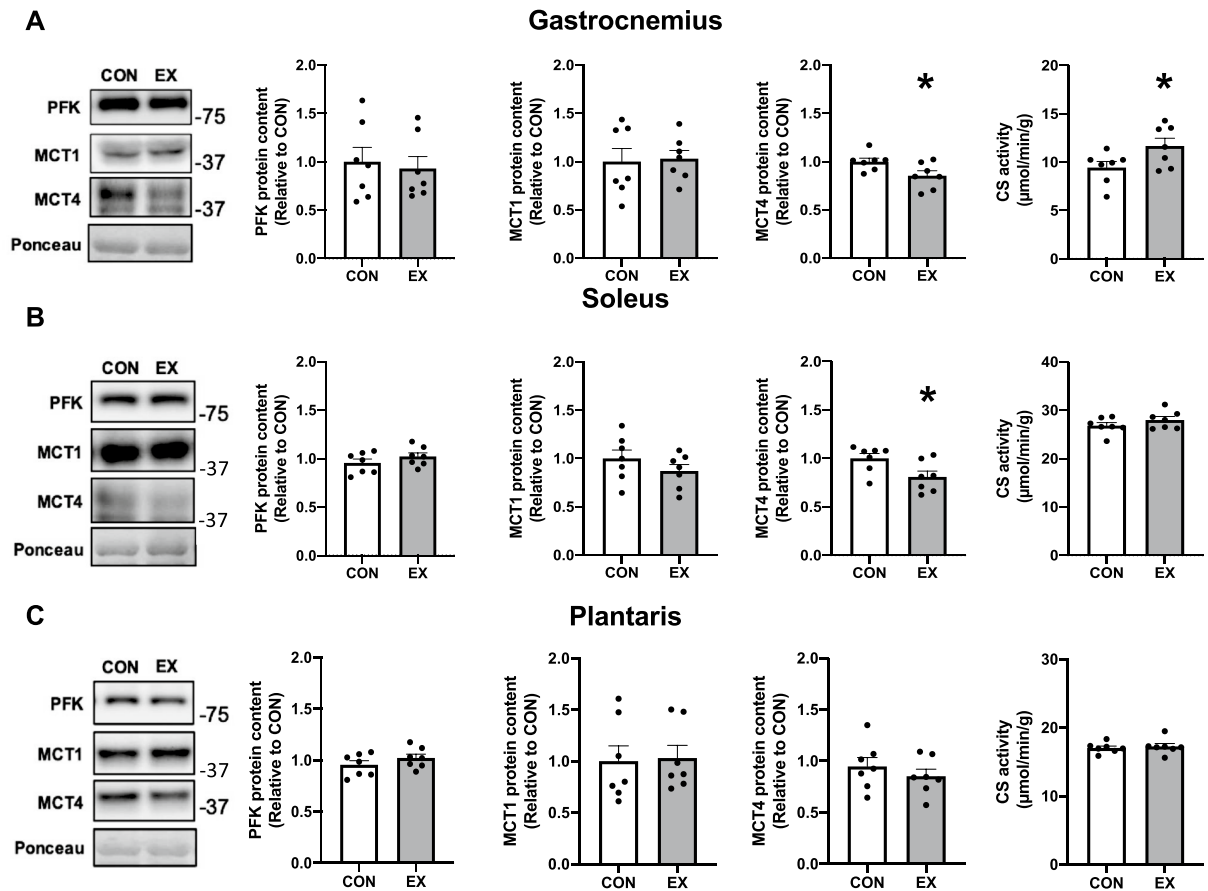 A
Gastrocnemius
CON EX
PFK
-75
MCT1
-37
MCT4
-37
Ponceau
PFK protein content
(Relative to CON)
2.0
1.5
1.0
0.5
0.0
CON EX
MCT1 protein content
(Relative to CON)
2.0
1.5
1.0
0.5
0.0
CON EX
MCT4 protein content
(Relative to CON)
2.0
1.5
1.0
0.5
0.0
*
CON EX
CS activity
(μmol/min/g)
20
15
10
5
0
*
CON EX
B
Soleus
CON EX
PFK
-75
MCT1
-37
MCT4
-37
Ponceau
PFK protein content
(Relative to CON)
2.0
1.5
1.0
0.5
0.0
CON EX
MCT1 protein content
(Relative to CON)
2.0
1.5
1.0
0.5
0.0
CON EX
MCT4 protein content
(Relative to CON)
2.0
1.5
1.0
0.5
0.0
*
CON EX
CS activity
(μmol/min/g)
40
30
20
10
0
CON EX
C
Plantaris
CON EX
PFK
-75
MCT1
-37
MCT4
-37
Ponceau
PFK protein content
(Relative to CON)
2.0
1.5
1.0
0.5
0.0
CON EX
MCT1 protein content
(Relative to CON)
2.0
1.5
1.0
0.5
0.0
CON EX
MCT4 protein content
(Relative to CON)
2.0
1.5
1.0
0.5
0.0
CON EX
CS activity
(μmol/min/g)
30
20
10
0
CON EX